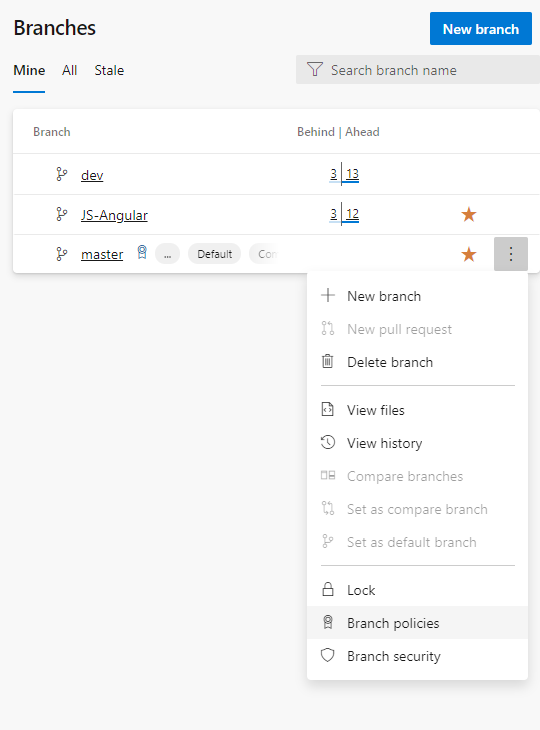 Branches
New branch
Mine All Stale
Search branch name
Branch Behind | Ahead
dev 3 13
JS-Angular 3 12
master ... Default Con
New branch
New pull request
Delete branch
View files
View history
Compare branches
Set as compare branch
Set as default branch
Lock
Branch policies
Branch security